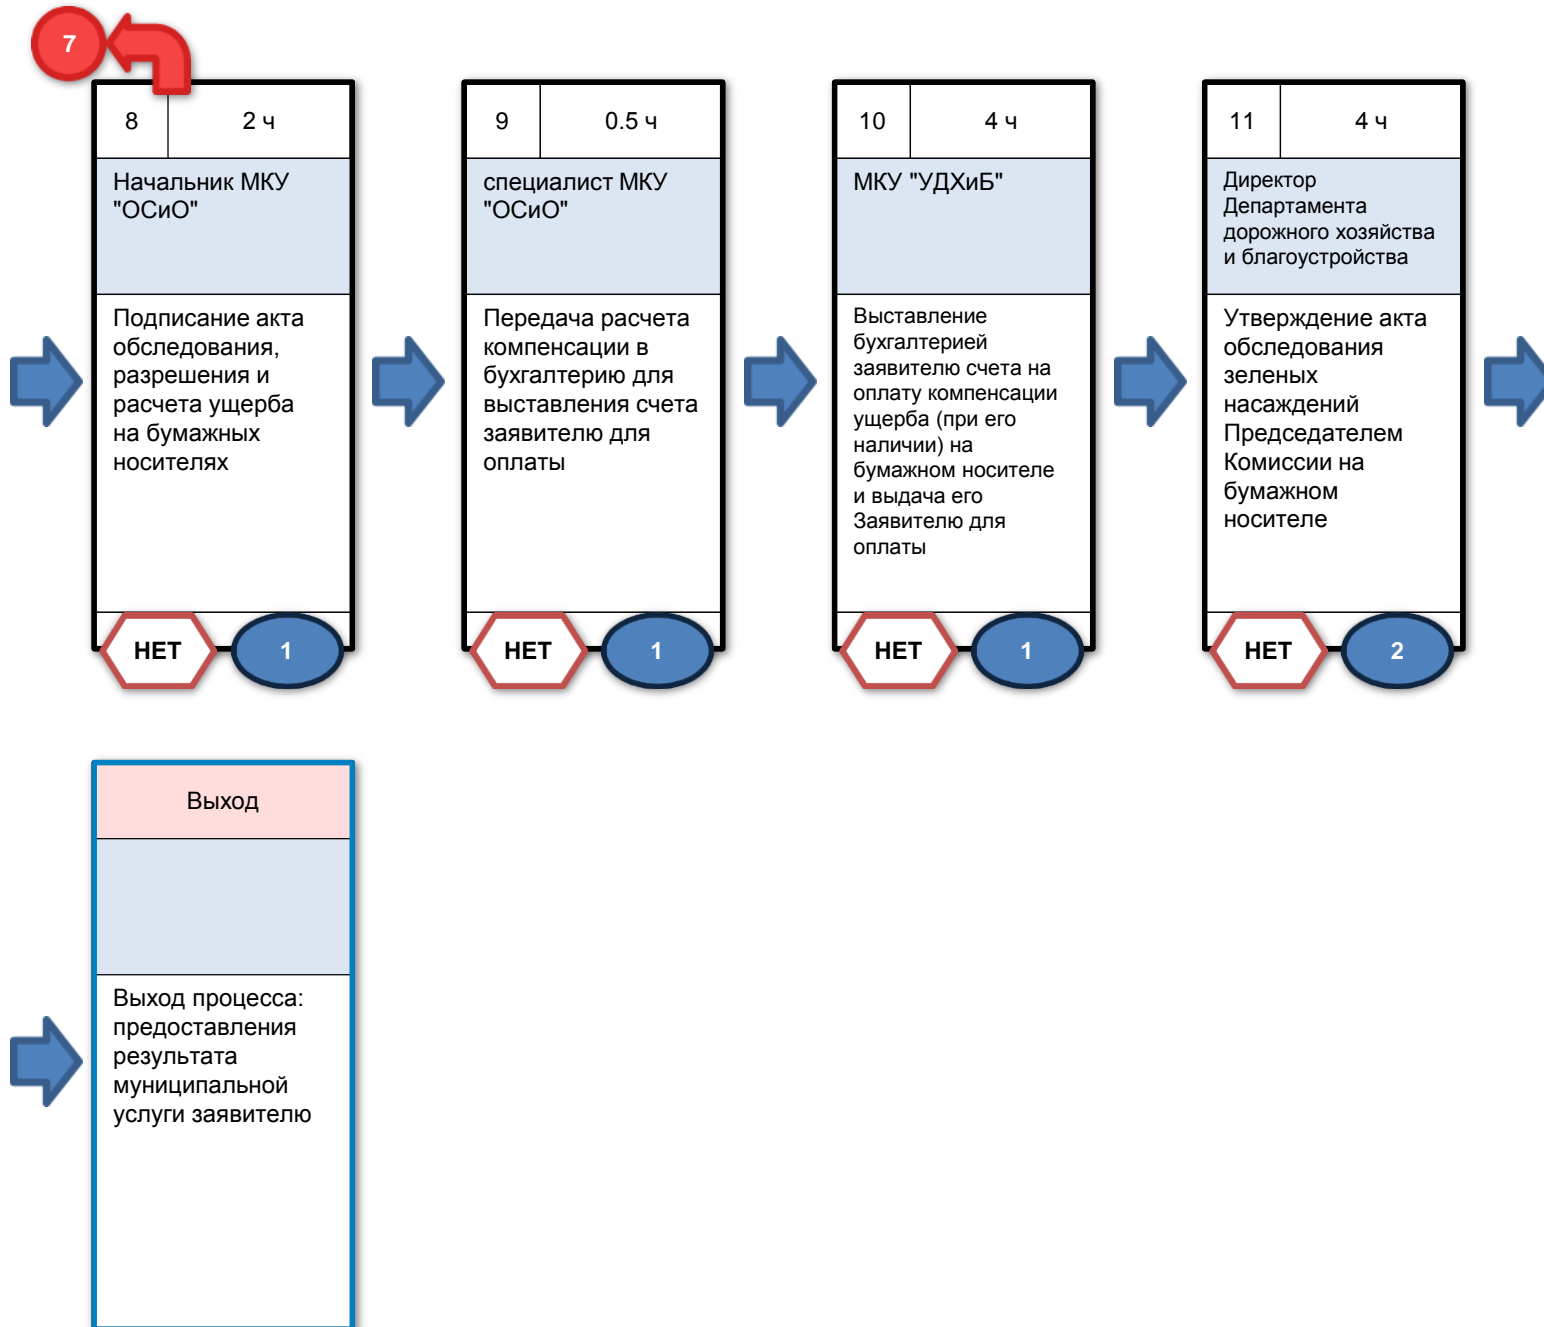 7
8
2 ч
Начальник МКУ
"ОСиО"
Подписание акта
обследования,
разрешения и
расчета ущерба
на бумажных
носителях
НЕТ
1
9
0.5 ч
специалист МКУ
"ОСиО"
Передача расчета
компенсации в
бухгалтерию для
выставления счета
заявителю для
оплаты
НЕТ
1
10
4 ч
МКУ "УДХиБ"
Выставление
бухгалтерией
заявителю счета на
оплату компенсации
ущерба (при его
наличии) на
бумажном носителе
и выдача его
Заявителю для
оплаты
НЕТ
1
11
4 ч
Директор
Департамента
дорожного хозяйства
и благоустройства
Утверждение акта
обследования
зеленых
насаждений
Председателем
Комиссии на
бумажном
носителе
НЕТ
2
Выход
Выход процесса:
предоставления
результата
муниципальной
услуги заявителю